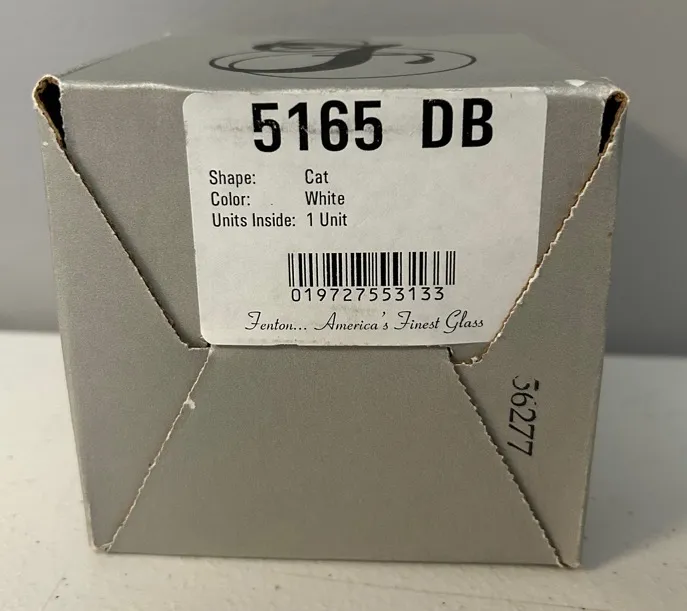 5165 DB
Shape: Cat
Color: White
Units Inside: 1 Unit
019727553133
Fenton... America's Finest Glass
56277